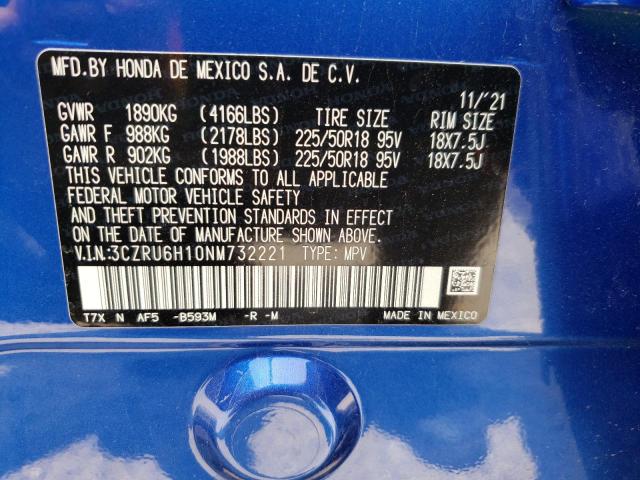 MFD.BY HONDA DE MEXICO S.A. DE C.V.
11/'21
GVWR 1890KG (4166LBS) TIRE SIZE RIM SIZE
GAWR F 988KG (2178LBS) 225/50R18 95V 18X7.5J
GAWR R 902KG (1988LBS) 225/50R18 95V 18X7.5J
THIS VEHICLE CONFORMS TO ALL APPLICABLE
FEDERAL MOTOR VEHICLE SAFETY
AND THEFT PREVENTION STANDARDS IN EFFECT
ON THE DATE OF MANUFACTURE SHOWN ABOVE.
V.I.N:3CZRU6H10NM732221 TYPE: MPV
T7X N AF5 -B593M -R -M MADE IN MEXICO